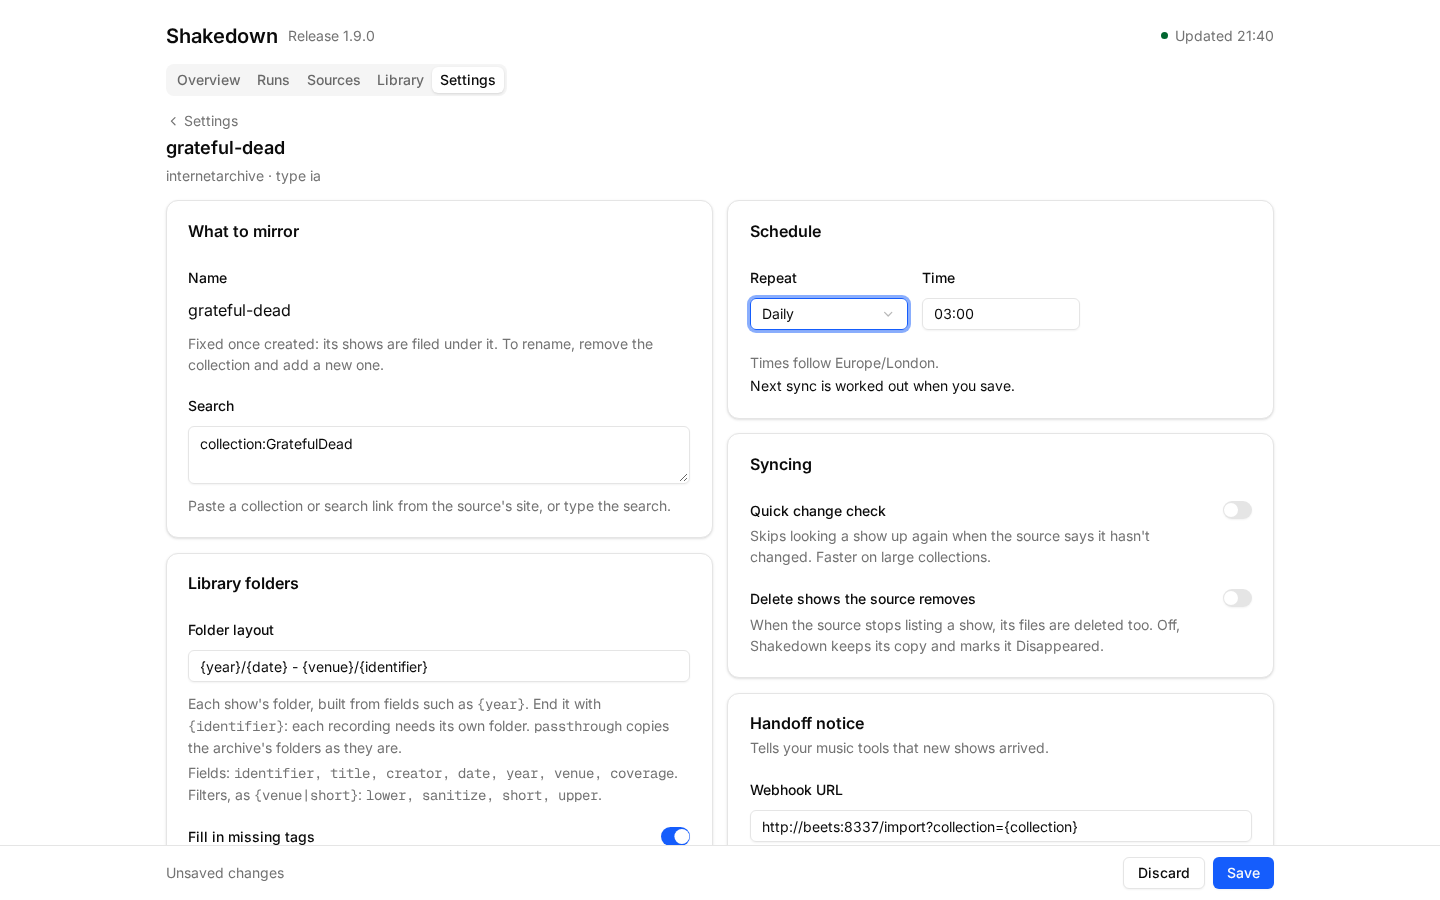 Shakedown Release 1.9.0
Updated 21:40
Overview Runs Sources Library Settings
Settings
grateful-dead
internetarchive · type ia
What to mirror
Name
grateful-dead
Fixed once created: its shows are filed under it. To rename, remove the
collection and add a new one.
Search
collection:GratefulDead
Paste a collection or search link from the source's site, or type the search.
Library folders
Folder layout
{year}/{date} - {venue}/{identifier}
Each show's folder, built from fields such as {year}. End it with
{identifier}: each recording needs its own folder. passthrough copies
the archive's folders as they are.
Fields: identifier, title, creator, date, year, venue, coverage.
Filters, as {venue|short}: lower, sanitize, short, upper.
Fill in missing tags
Schedule
Repeat Time
Daily 03:00
Times follow Europe/London.
Next sync is worked out when you save.
Syncing
Quick change check
Skips looking a show up again when the source says it hasn't
changed. Faster on large collections.
Delete shows the source removes
When the source stops listing a show, its files are deleted too. Off,
Shakedown keeps its copy and marks it Disappeared.
Handoff notice
Tells your music tools that new shows arrived.
Webhook URL
http://beets:8337/import?collection={collection}
Unsaved changes
Discard Save